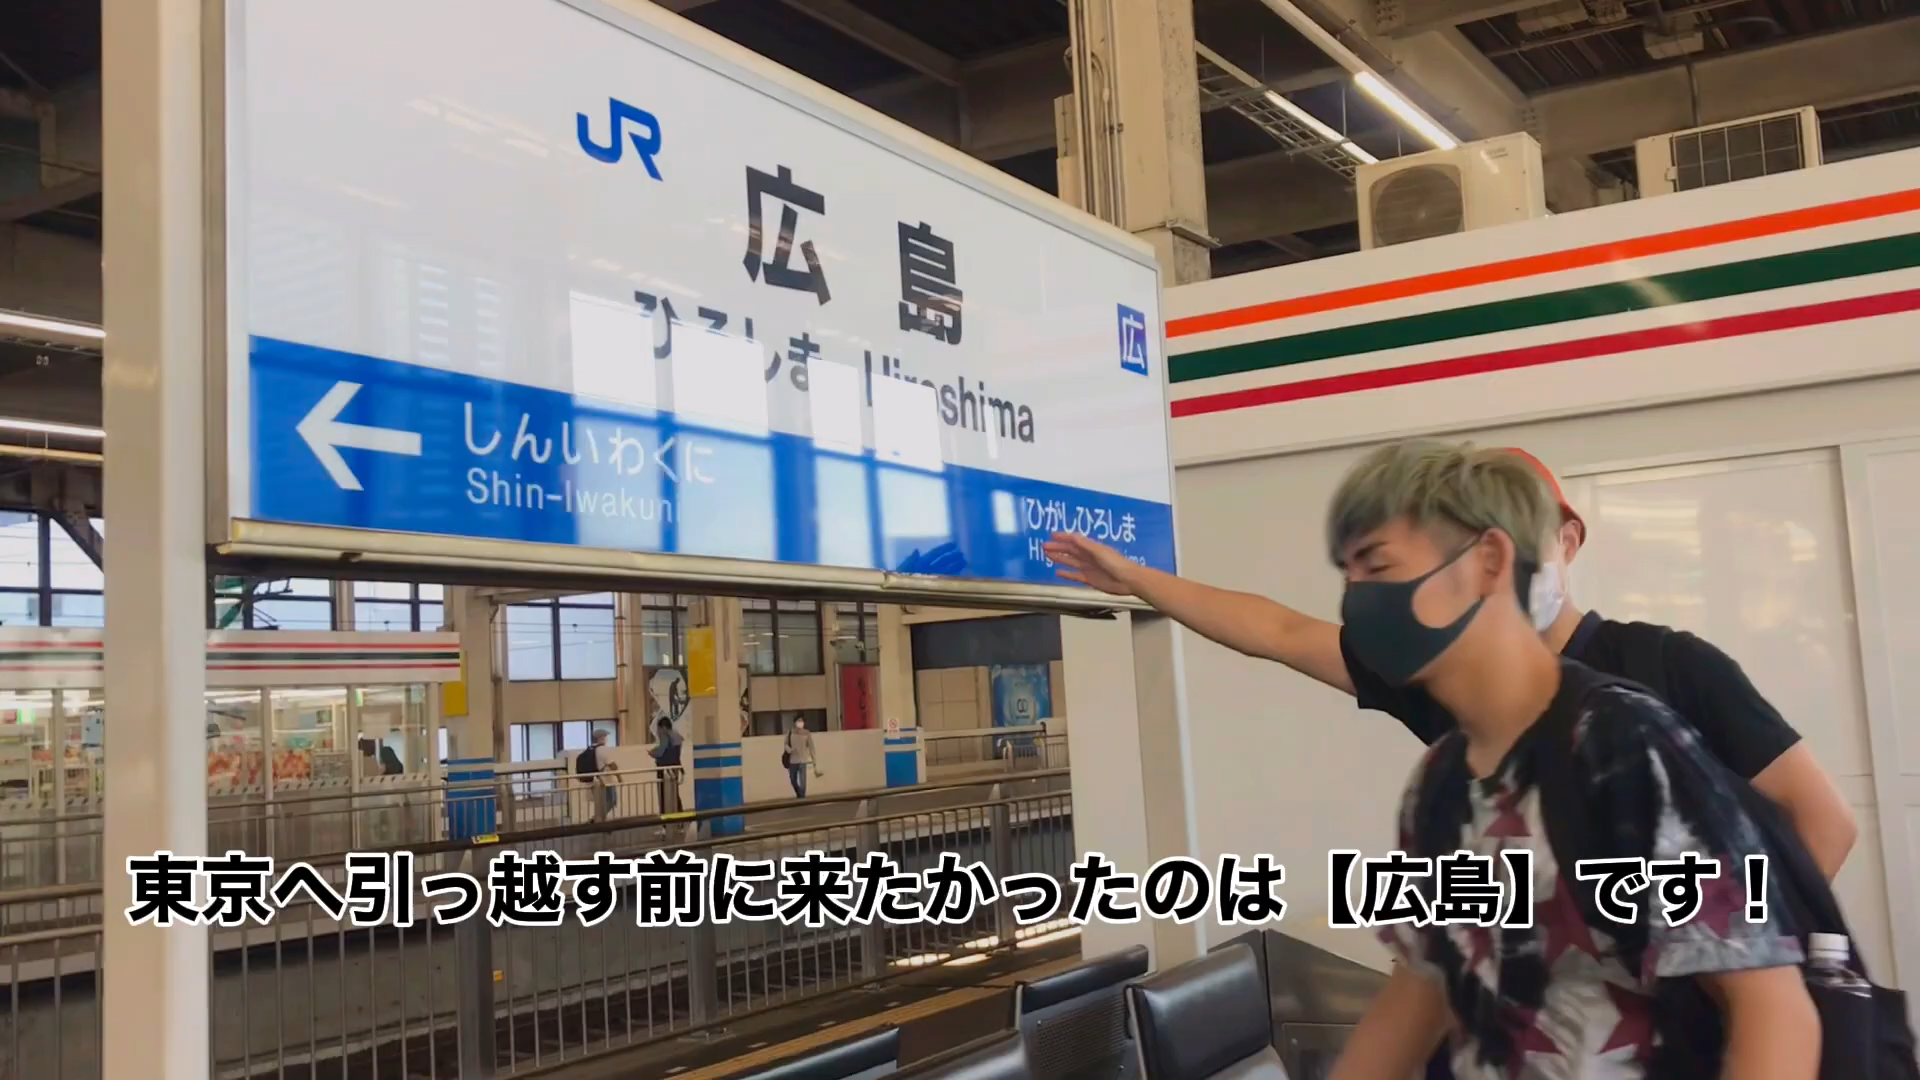 JR
広島
広
ひろしま Hiroshima
しんいわくに
Shin-Iwakuni
ひがしひろしま
東京へ引っ越す前に来たかったのは【広島】です！